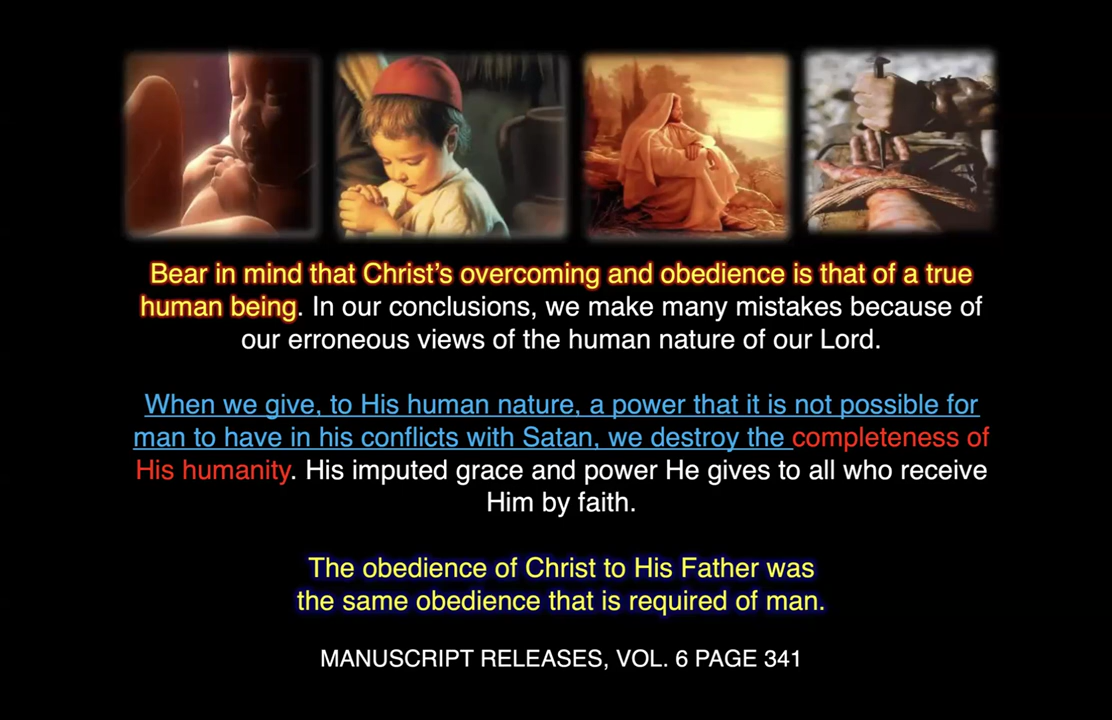 Bear in mind that Christ’s overcoming and obedience is that of a true
human being. In our conclusions, we make many mistakes because of
our erroneous views of the human nature of our Lord.
When we give, to His human nature, a power that it is not possible for
man to have in his conflicts with Satan, we destroy the completeness of
His humanity. His imputed grace and power He gives to all who receive
Him by faith.
The obedience of Christ to His Father was
the same obedience that is required of man.
MANUSCRIPT RELEASES, VOL. 6 PAGE 341